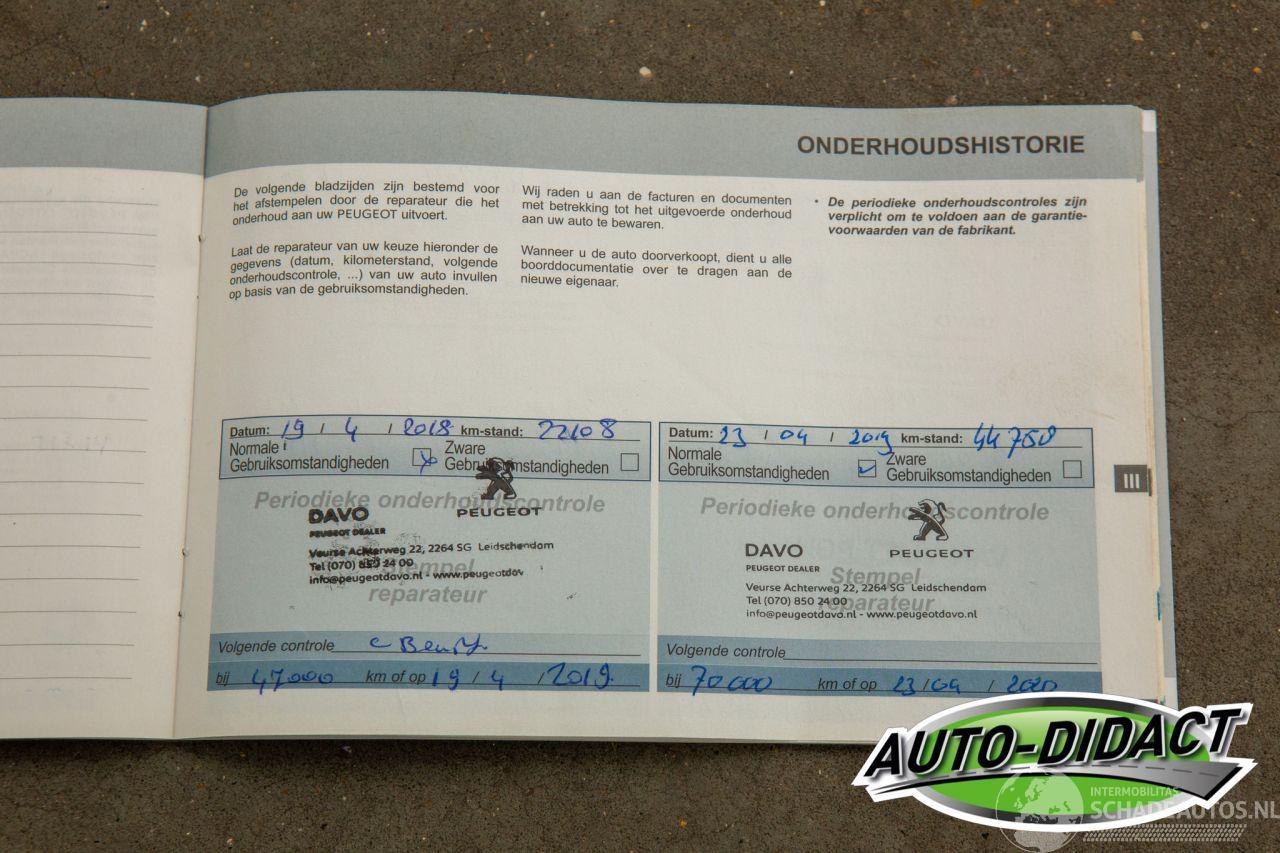 ONDERHOUDSHISTORIE
De volgende bladzijden zijn bestemd voor
het afstempelen door de reparateur die het
onderhoud aan uw PEUGEOT uitvoert.
Laat de reparateur van uw keuze hieronder de
gegevens (datum, kilometerstand, volgende
onderhoudscontrole, ...) van uw auto invullen
op basis van de gebruiksomstandigheden.
Wij raden u aan de facturen en documenten
met betrekking tot het uitgevoerde onderhoud
aan uw auto te bewaren.
Wanneer u de auto doorverkoopt, dient u alle
boorddocumentatie over te dragen aan de
nieuwe eigenaar.
• De periodieke onderhoudscontroles zijn
verplicht om te voldoen aan de garantie-
voorwaarden van de fabrikant.
Datum: 19 / 4 / 2018 km-stand: 22108
Normale Zware
Gebruiksomstandigheden Gebruiksomstandigheden
Periodieke onderhoudscontrole
DAVO PEUGEOT
PEUGEOT DEALER
Veurse Achterweg 22, 2264 SG Leidschendam
Tel (070) 850 24 00
info@peugeotdavo.nl - www.peugeotdav
Stempel
reparateur
Volgende controle
bij 47000 km of op 19 / 4 / 2019
Datum: 23 / 04 / 2019 km-stand: 44758
Normale Zware
Gebruiksomstandigheden Gebruiksomstandigheden
Periodieke onderhoudscontrole
PEUGEOT
DAVO
PEUGEOT DEALER
Stempel
Veurse Achterweg 22, 2264 SG Leidschendam
Tel (070) 850 24 00
reparateur
info@peugeotdavo.nl - www.peugeotdavo.nl
Volgende controle
bij 70000 km of op 23 / 04 / 2020
III
AUTO-DIDACT
INTERMOBILITAS
SCHADEAUTOS.NL